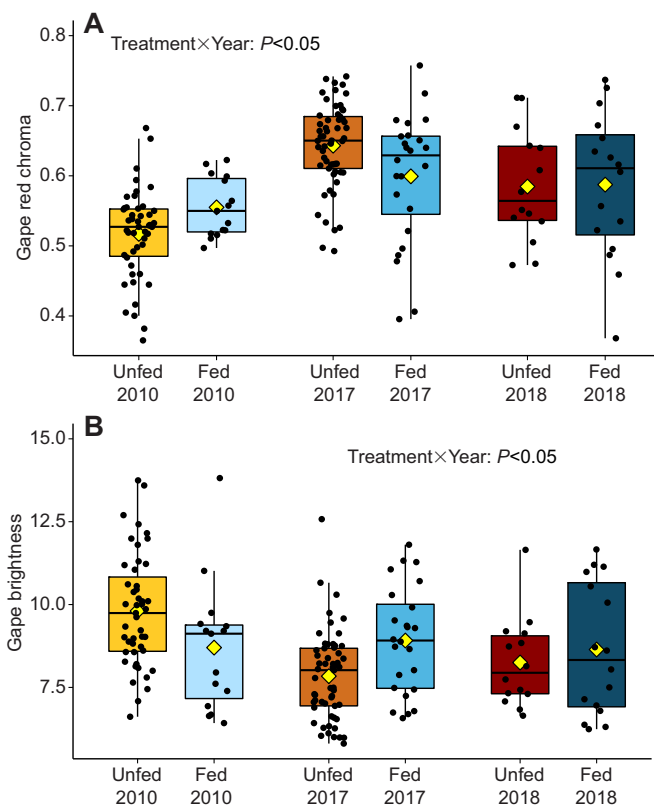 A
Treatment×Year: P<0.05
Gape red chroma
0.8
0.7
0.6
0.5
0.4
Unfed 2010
Fed 2010
Unfed 2017
Fed 2017
Unfed 2018
Fed 2018
B
Treatment×Year: P<0.05
Gape brightness
15.0
12.5
10.0
7.5
Unfed 2010
Fed 2010
Unfed 2017
Fed 2017
Unfed 2018
Fed 2018